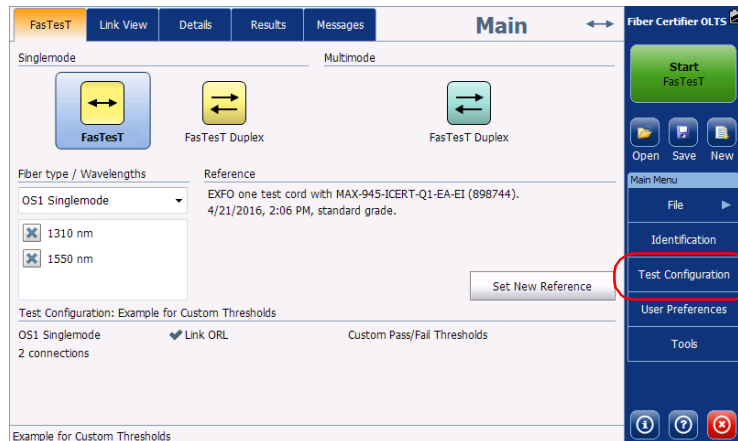 FasTesT
Link View
Details
Results
Messages
Main
Fiber Certifier OLTS
Singlemode
Multimode
Start
FasTesT
FasTesT
FasTesT Duplex
FasTesT Duplex
Open
Save
New
Fiber type / Wavelengths
Reference
Main Menu
OS1 Singlemode
EXFO one test cord with MAX-945-ICERT-Q1-EA-EI (898744).
4/21/2016, 2:06 PM, standard grade.
File
1310 nm
Identification
1550 nm
Set New Reference
Test Configuration
Test Configuration: Example for Custom Thresholds
User Preferences
OS1 Singlemode
Link ORL
Custom Pass/Fail Thresholds
2 connections
Tools
Example for Custom Thresholds